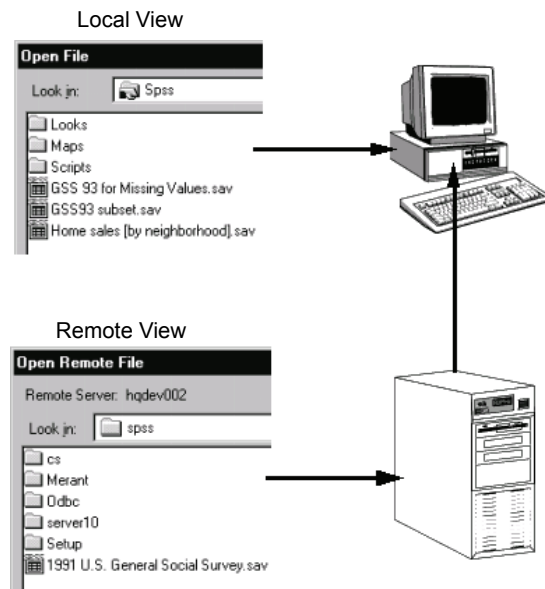 Local View
Open File
Look in: Spss
Looks
Maps
Scripts
GSS 93 for Missing Values.sav
GSS93 subset.sav
Home sales [by neighborhood].sav
Remote View
Open Remote File
Remote Server: hqdev002
Look in: spss
cs
Merant
Odbc
server10
Setup
1991 U.S. General Social Survey.sav